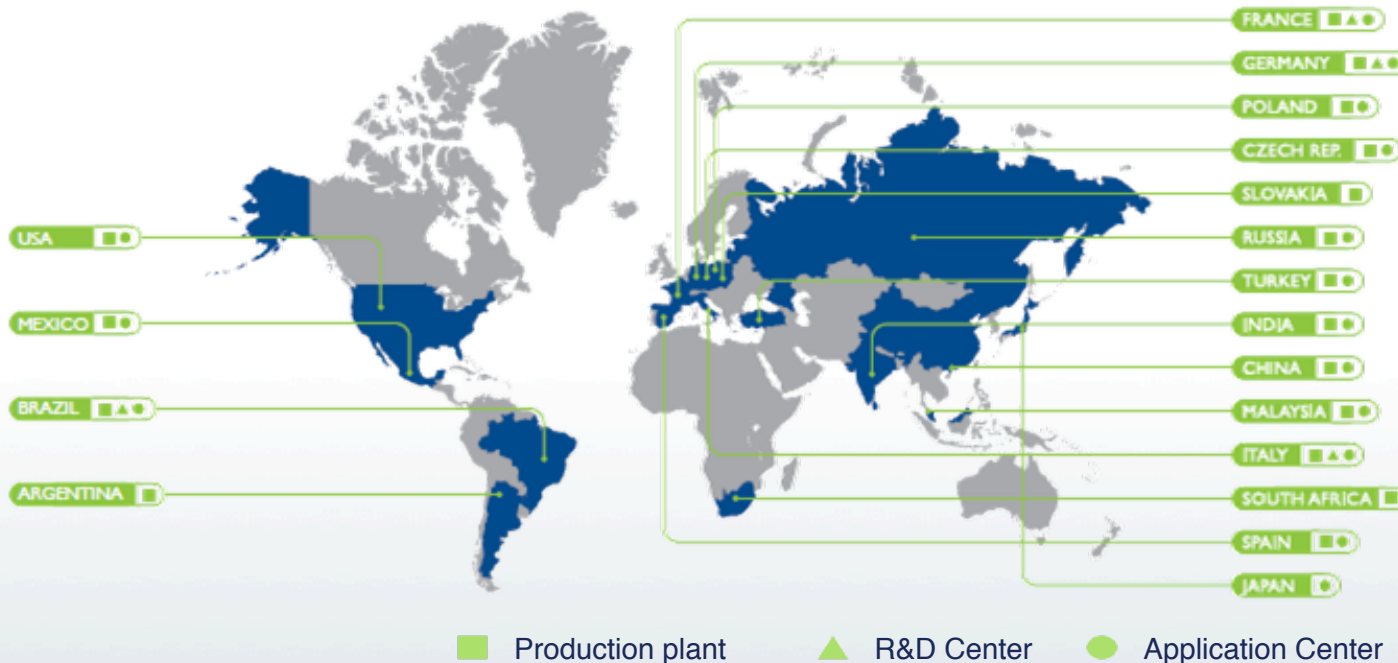 FRANCE
GERMANY
POLAND
CZECH REP.
SLOVAKIA
USA
RUSSIA
TURKEY
MEXICO
INDIA
CHINA
BRAZIL
MALAYSIA
ITALY
ARGENTINA
SOUTH AFRICA
SPAIN
JAPAN
Production plant
R&D Center
Application Center